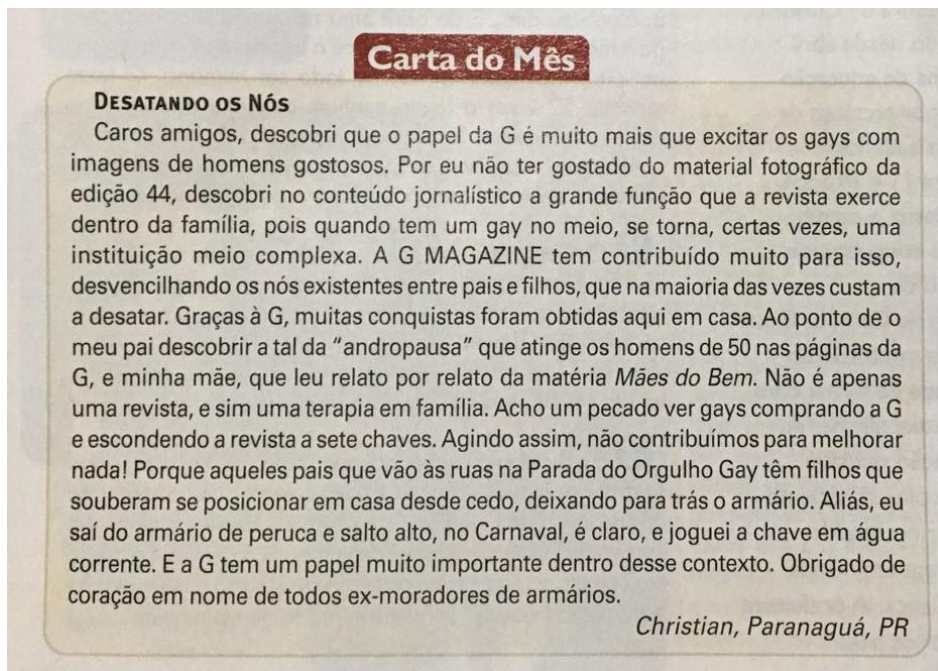 Carta do Mês
DESATANDO OS NÓS
Caros amigos, descobri que o papel da G é muito mais que excitar os gays com
imagens de homens gostosos. Por eu não ter gostado do material fotográfico da
edição 44, descobri no conteúdo jornalístico a grande função que a revista exerce
dentro da família, pois quando tem um gay no meio, se torna, certas vezes, uma
instituição meio complexa. A G MAGAZINE tem contribuído muito para isso,
desvencilhando os nós existentes entre pais e filhos, que na maioria das vezes custam
a desatar. Graças à G, muitas conquistas foram obtidas aqui em casa. Ao ponto de o
meu pai descobrir a tal da “andropausa” que atinge os homens de 50 nas páginas da
G, e minha mãe, que leu relato por relato da matéria Mães do Bem. Não é apenas
uma revista, e sim uma terapia em família. Acho um pecado ver gays comprando a G
e escondendo a revista a sete chaves. Agindo assim, não contribuímos para melhorar
nada! Porque aqueles pais que vão às ruas na Parada do Orgulho Gay têm filhos que
souberam se posicionar em casa desde cedo, deixando para trás o armário. Aliás, eu
saí do armário de peruca e salto alto, no Carnaval, é claro, e joguei a chave em água
corrente. E a G tem um papel muito importante dentro desse contexto. Obrigado de
coração em nome de todos ex-moradores de armários.
Christian, Paranaguá, PR